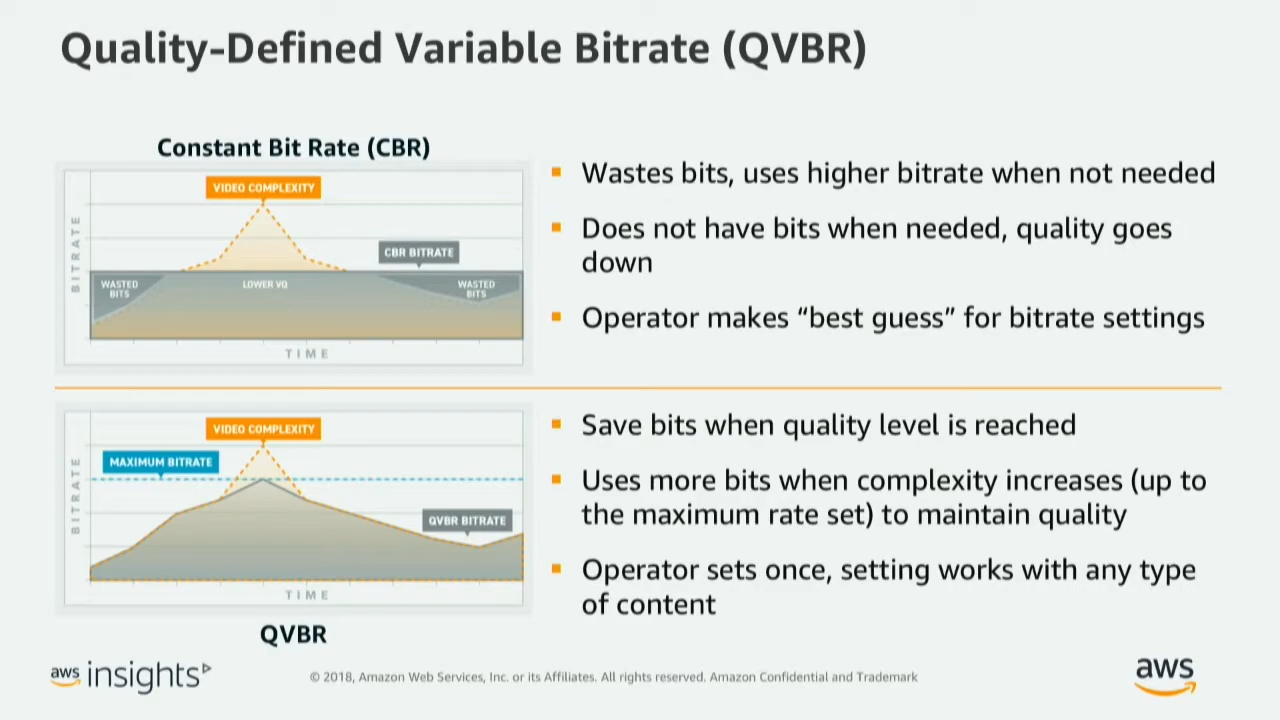 Quality-Defined Variable Bitrate (QVBR)
Constant Bit Rate (CBR)
VIDEO COMPLEXITY
CBR BITRATE
BITRATE
WASTED
BITS
LOWER VQ
WASTED
BITS
TIME
▪ Wastes bits, uses higher bitrate when not needed
▪ Does not have bits when needed, quality goes
down
▪ Operator makes “best guess” for bitrate settings
VIDEO COMPLEXITY
MAXIMUM BITRATE
BITRATE
QVBR BITRATE
TIME
QVBR
▪ Save bits when quality level is reached
▪ Uses more bits when complexity increases (up to
the maximum rate set) to maintain quality
▪ Operator sets once, setting works with any type
of content
aws insights
© 2018, Amazon Web Services, Inc. or its Affiliates. All rights reserved. Amazon Confidential and Trademark
aws